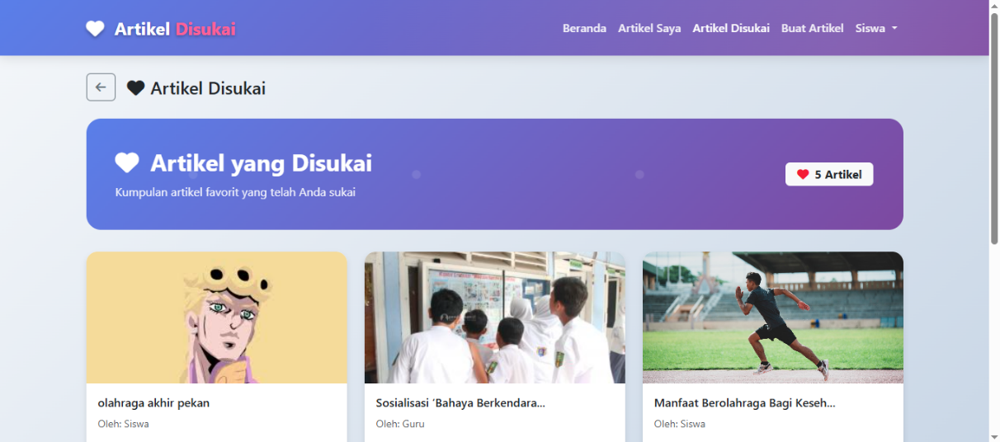 Artikel Disukai
Beranda Artikel Saya Artikel Disukai Buat Artikel Siswa
Artikel Disukai
Artikel yang Disukai
Kumpulan artikel favorit yang telah Anda sukai
5 Artikel
olahraga akhir pekan
Oleh: Siswa
Sosialisasi 'Bahaya Berkendara...
Oleh: Guru
Manfaat Berolahraga Bagi Keseh...
Oleh: Siswa